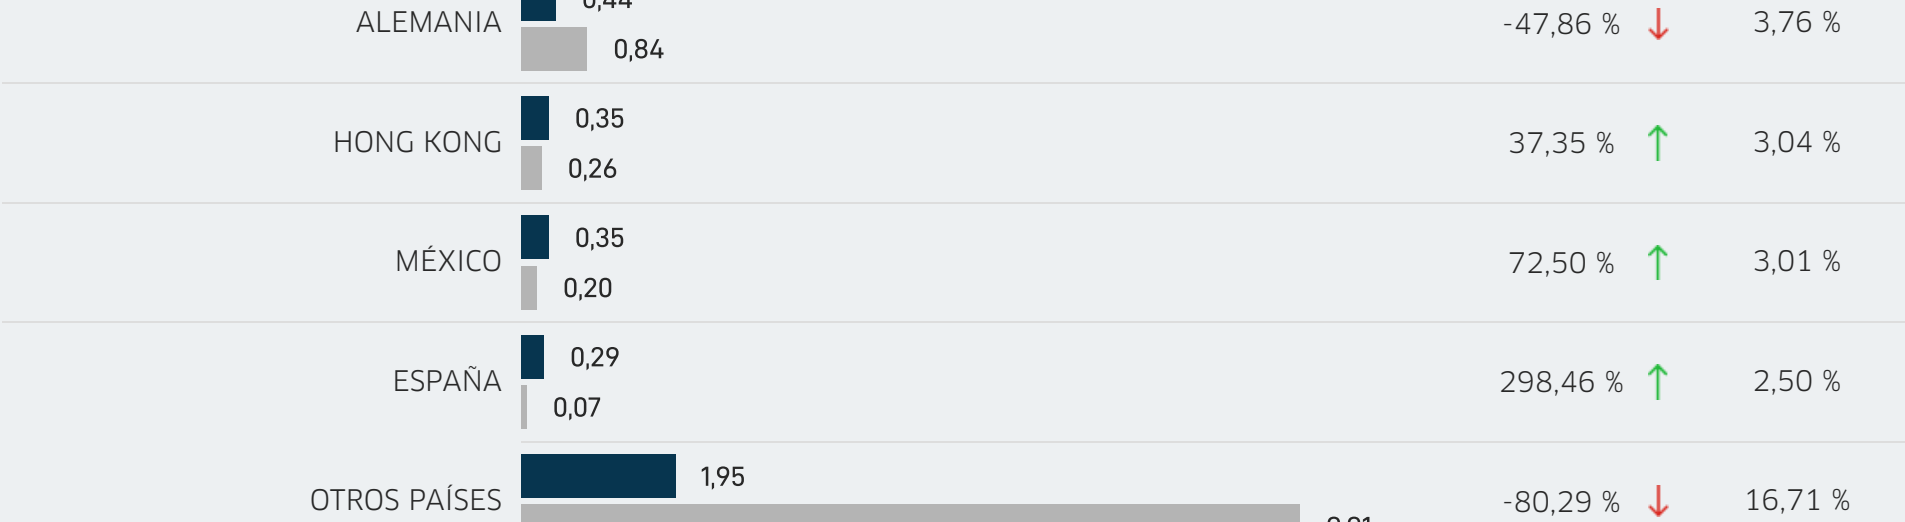 0,44
ALEMANIA -47,86 % ↓ 3,76 %
0,84
0,35
HONG KONG 37,35 % ↑ 3,04 %
0,26
0,35
MÉXICO 72,50 % ↑ 3,01 %
0,20
0,29
ESPAÑA 298,46 % ↑ 2,50 %
0,07
1,95
OTROS PAÍSES -80,29 % ↓ 16,71 %